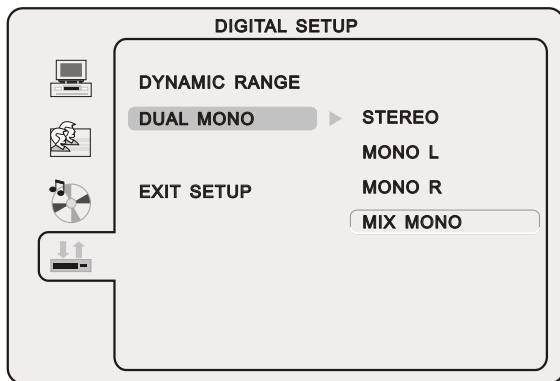 DIGITAL SETUP
DYNAMIC RANGE
DUAL MONO
STEREO
MONO L
EXIT SETUP
MONO R
MIX MONO